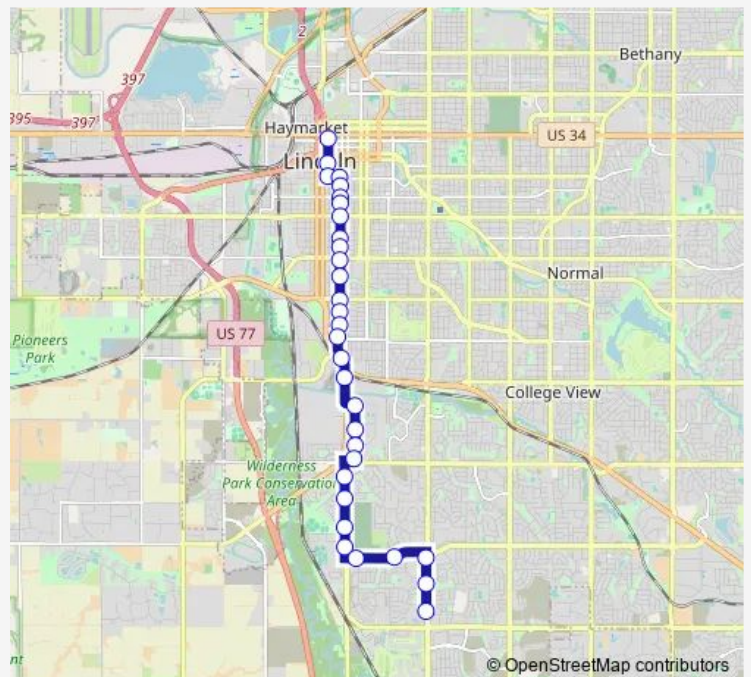 2
Bethany
397
395
397
Haymarket
US 34
Lincoln
Normal
US 77
Pioneers
Park
College View
Wilderness
Park Conservation
Area
© OpenStreetMap contributors